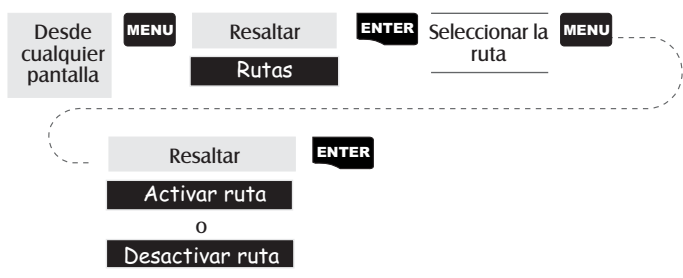 Desde
cualquier
pantalla
MENU
Resaltar
Rutas
ENTER
Seleccionar la
ruta
MENU
Resaltar
Activar ruta
o
Desactivar ruta
ENTER